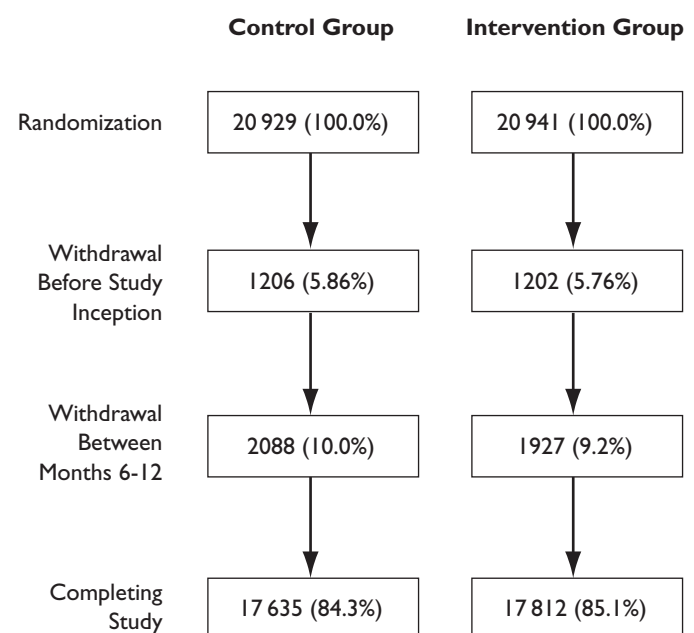 Control Group Intervention Group
Randomization 20 929 (100.0%) 20 941 (100.0%)
Withdrawal
Before Study
Inception
1206 (5.86%) 1202 (5.76%)
Withdrawal
Between
Months 6-12
2088 (10.0%) 1927 (9.2%)
Completing
Study
17 635 (84.3%) 17 812 (85.1%)